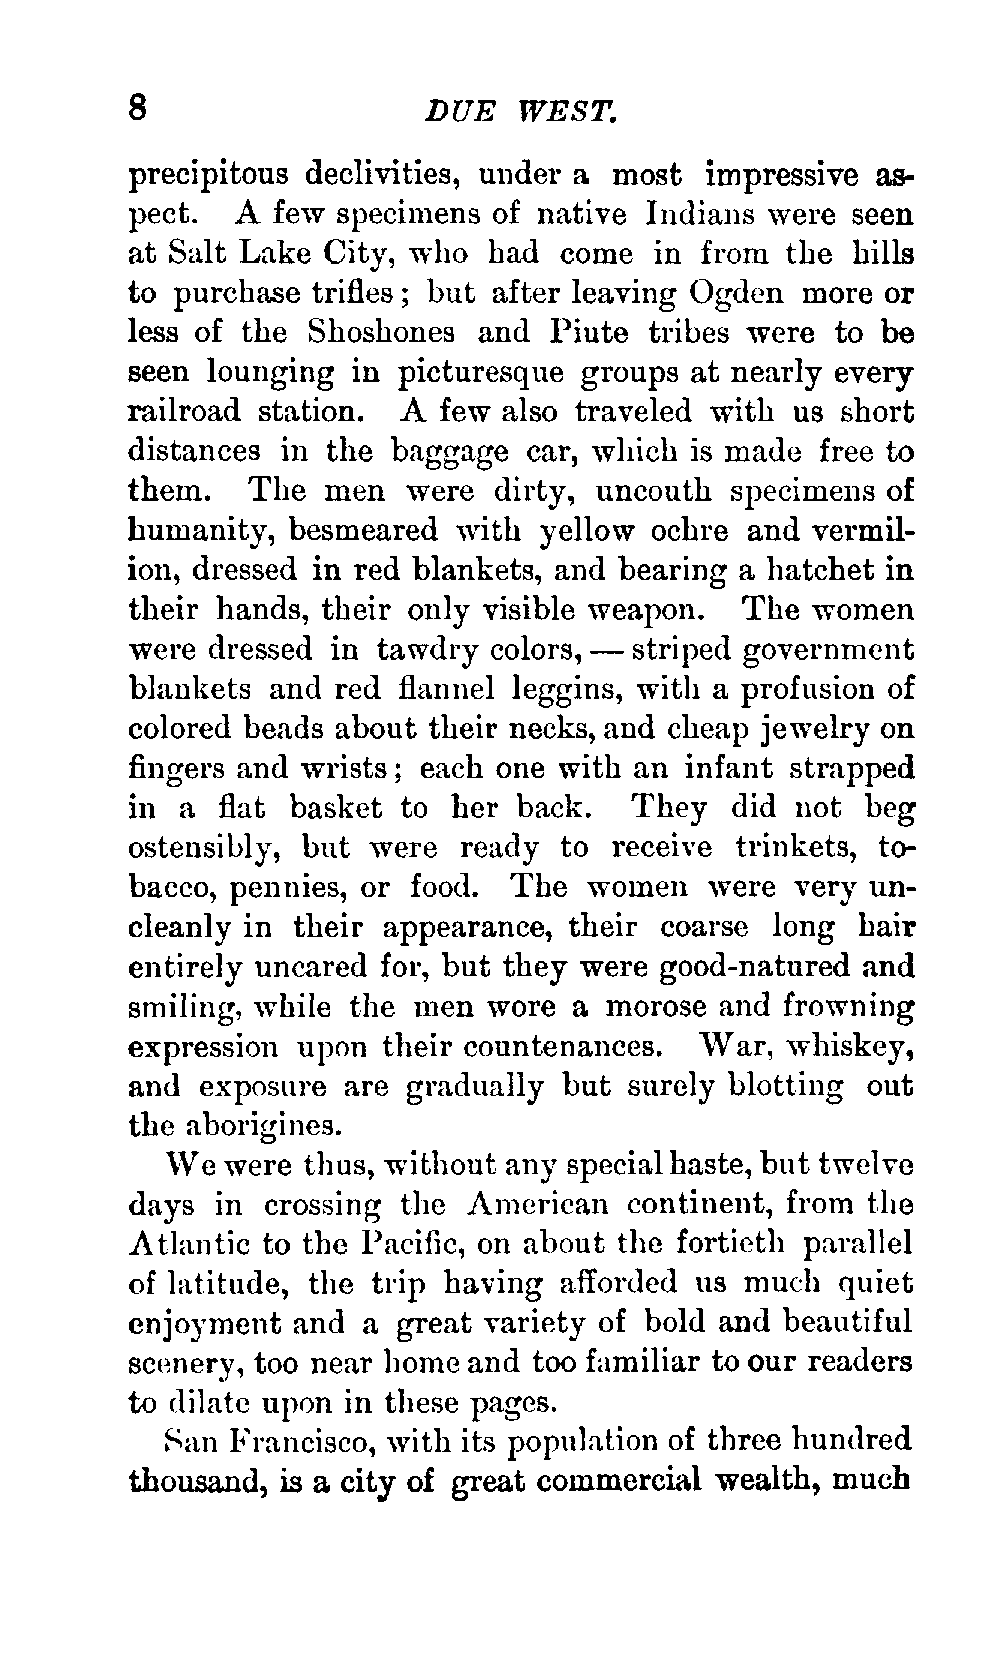 8 DUE WEST.
precipitous declivities, under a most impressive as-
pect. A few specimens of native Indians were seen
at Salt Lake City, who had come in from the hills
to purchase trifles; but after leaving Ogden more or
less of the Shoshones and Piute tribes were to be
seen lounging in picturesque groups at nearly every
railroad station. A few also traveled with us short
distances in the baggage car, which is made free to
them. The men were dirty, uncouth specimens of
humanity, besmeared with yellow ochre and vermil-
ion, dressed in red blankets, and bearing a hatchet in
their hands, their only visible weapon. The women
were dressed in tawdry colors, — striped government
blankets and red flannel leggins, with a profusion of
colored beads about their necks, and cheap jewelry on
fingers and wrists; each one with an infant strapped
in a flat basket to her back. They did not beg
ostensibly, but were ready to receive trinkets, to-
bacco, pennies, or food. The women were very un-
cleanly in their appearance, their coarse long hair
entirely uncared for, but they were good-natured and
smiling, while the men wore a morose and frowning
expression upon their countenances. War, whiskey,
and exposure are gradually but surely blotting out
the aborigines.
We were thus, without any special haste, but twelve
days in crossing the American continent, from the
Atlantic to the Pacific, on about the fortieth parallel
of latitude, the trip having afforded us much quiet
enjoyment and a great variety of bold and beautiful
scenery, too near home and too familiar to our readers
to dilate upon in these pages.
San Francisco, with its population of three hundred
thousand, is a city of great commercial wealth, much